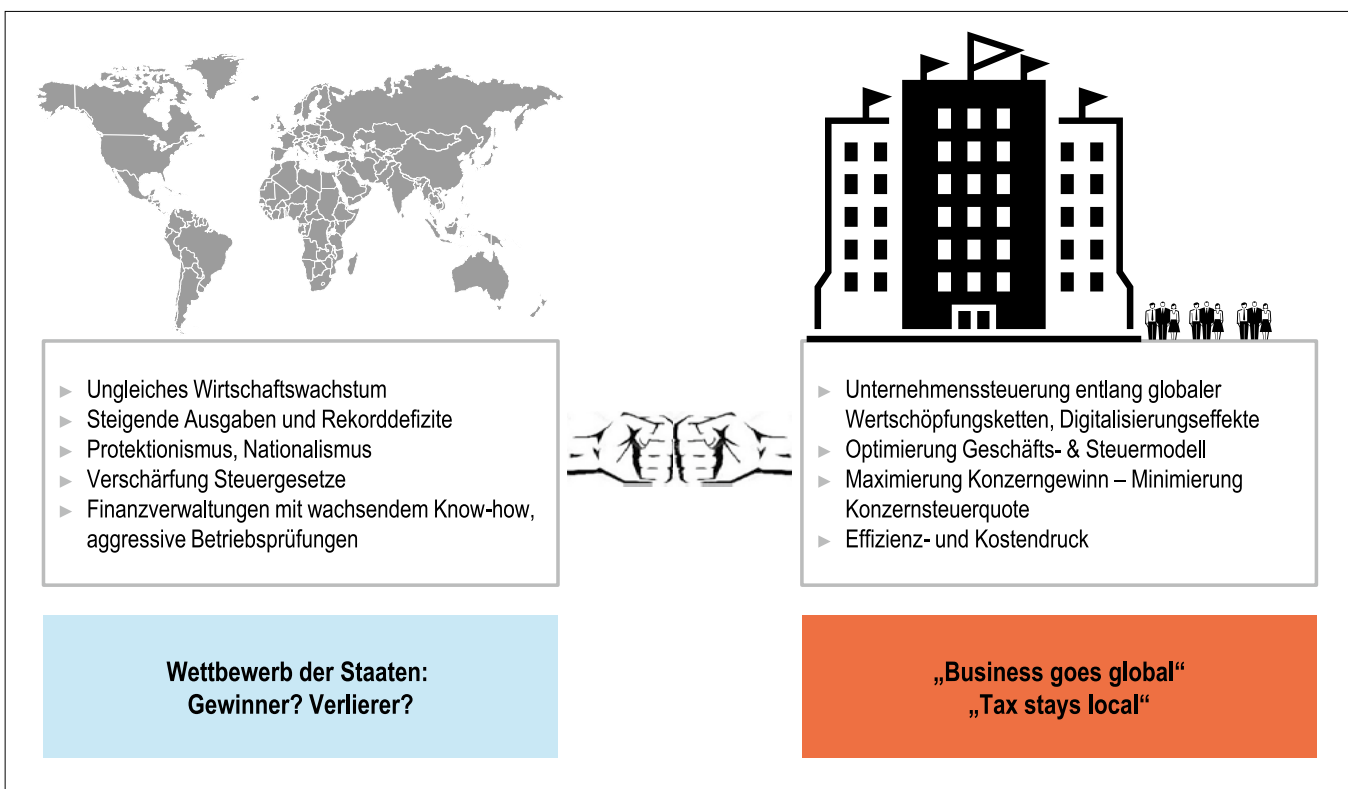 ► Ungleiches Wirtschaftswachstum
► Steigende Ausgaben und Rekorddefizite
► Protektionismus, Nationalismus
► Verschärfung Steuergesetze
► Finanzverwaltungen mit wachsendem Know-how,
aggressive Betriebsprüfungen
► Unternehmenssteuerung entlang globaler
Wertschöpfungsketten, Digitalisierungseffekte
► Optimierung Geschäfts- & Steuermodell
► Maximierung Konzerngewinn – Minimierung
Konzernsteuerquote
► Effizienz- und Kostendruck
Wettbewerb der Staaten:
Gewinner? Verlierer?
„Business goes global“
„Tax stays local“